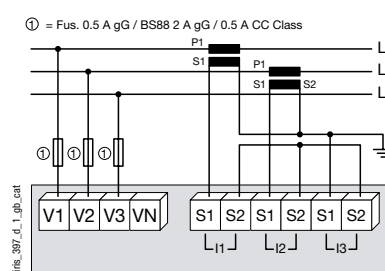 ① = Fus. 0.5 A gG / BS88 2 A gG / 0.5 A CC Class
P1
L
S1
P1
L
S1 S2
L
① ① ①
V1 V2 V3 VN S1 S2 S1 S2 S1 S2
I1 I2 I3
iris_397_d_1_gb_cat